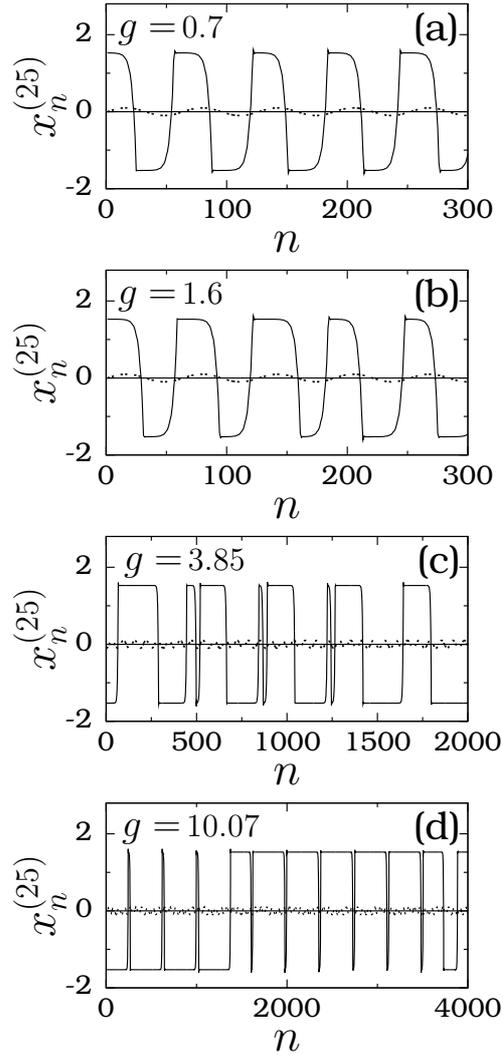 g = 0.7 (a)
2
0
-2
x_n^(25)
0 100 200 300
n
g = 1.6 (b)
2
0
-2
x_n^(25)
0 100 200 300
n
g = 3.85 (c)
2
0
-2
x_n^(25)
0 500 1000 1500 2000
n
g = 10.07 (d)
2
0
-2
x_n^(25)
0 2000 4000
n